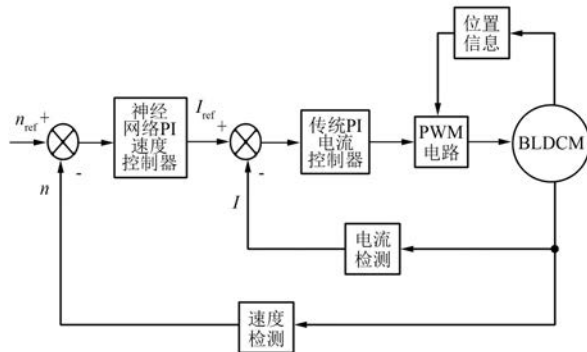 位置
信息
n_ref
+
-
n
神经
网络PI
速度
控制器
I_ref
+
-
I
传统PI
电流
控制器
PWM
电路
BLDCM
电流
检测
速度
检测